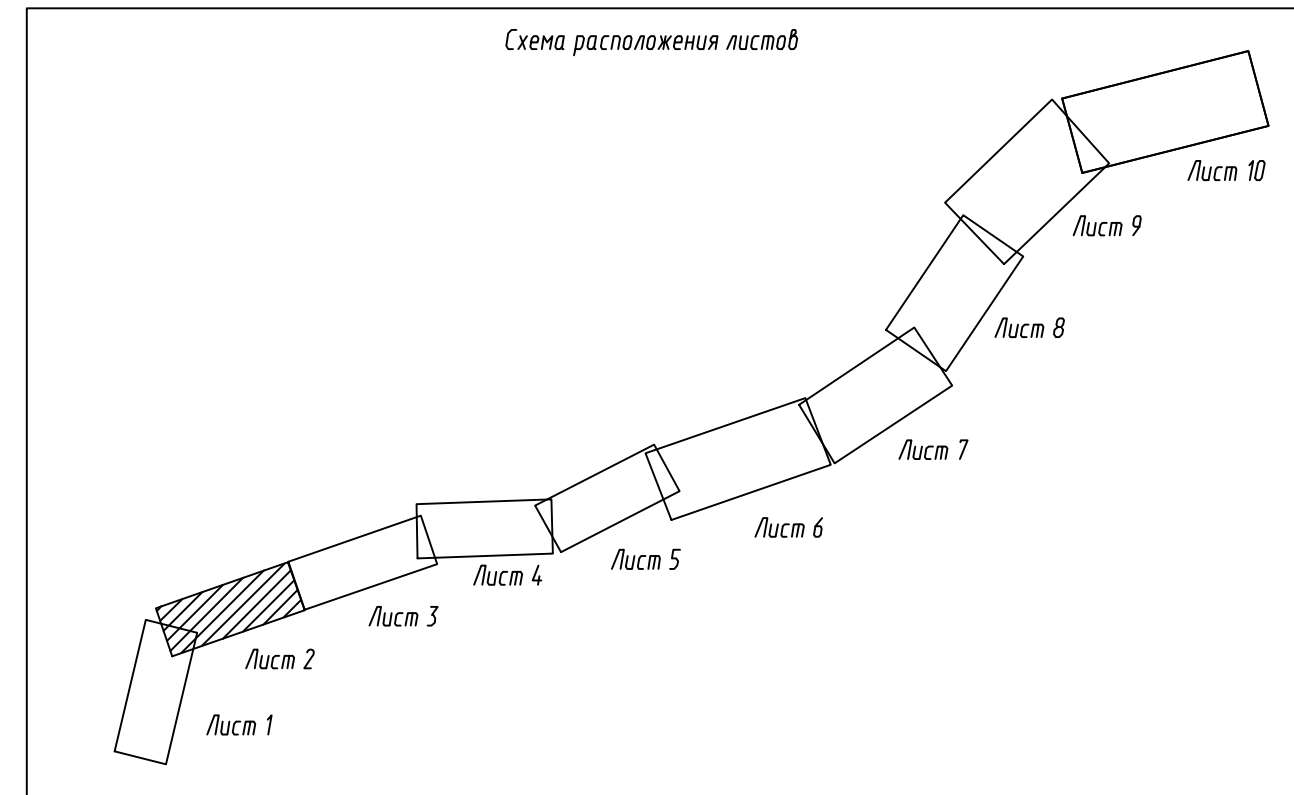 Схема расположения листов
Лист 10
Лист 9
Лист 8
Лист 7
Лист 6
Лист 5
Лист 4
Лист 3
Лист 2
Лист 1